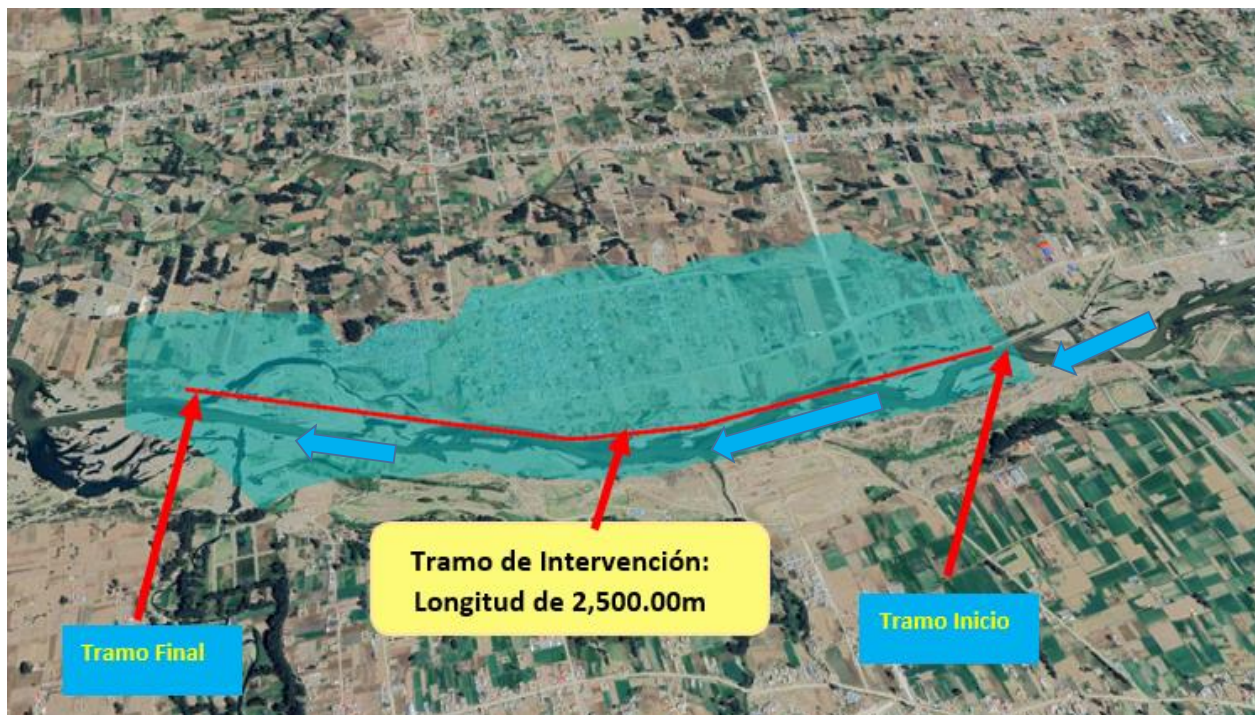 Tramo de Intervención:
Longitud de 2,500.00m
Tramo Inicio
Tramo Final